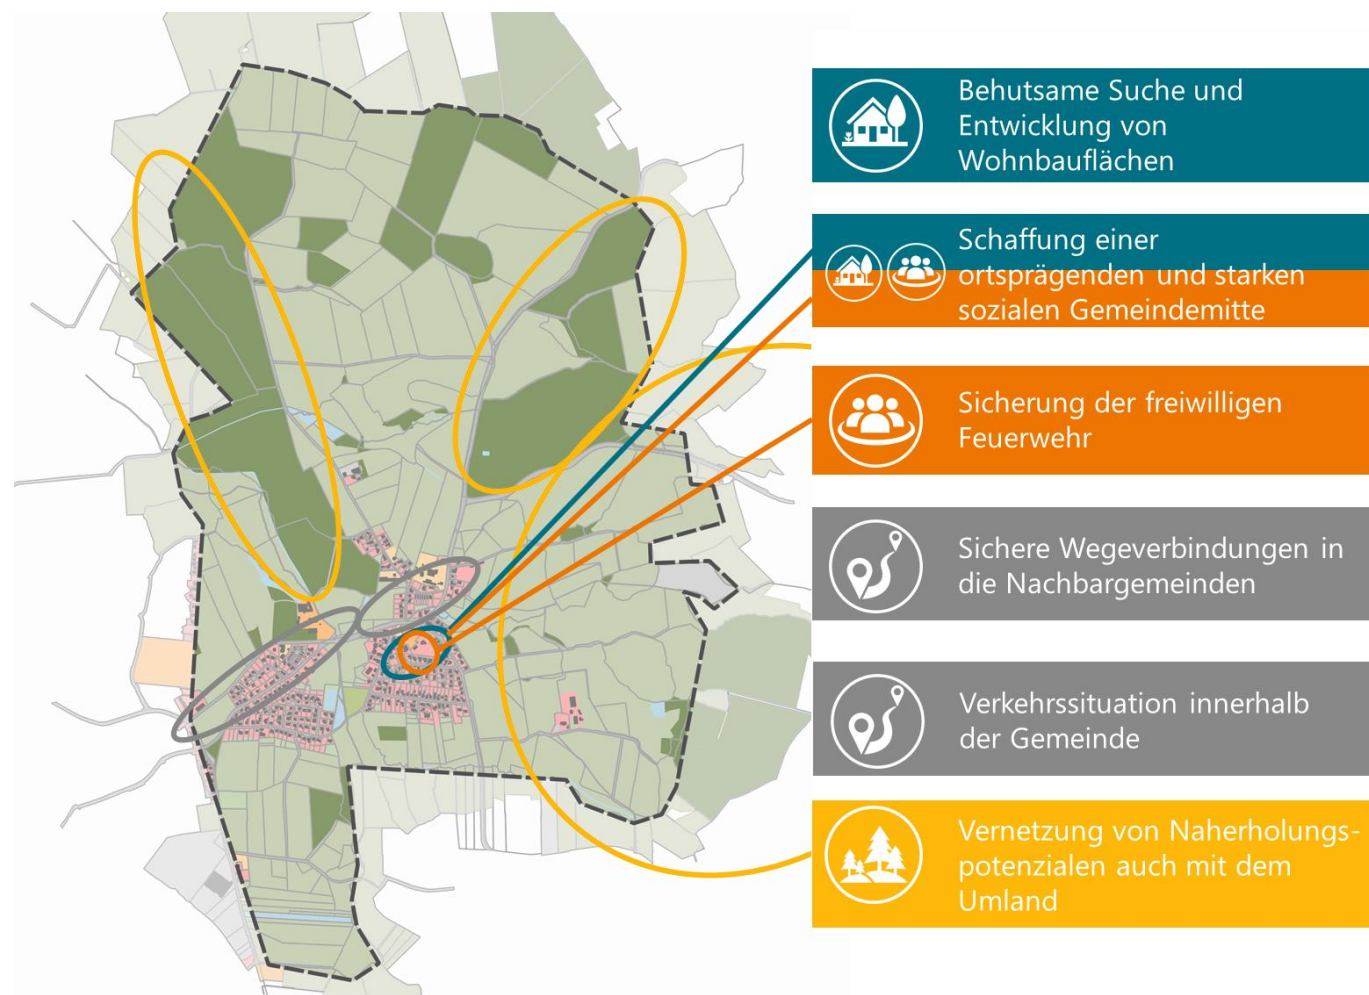 Behutsame Suche und
Entwicklung von
Wohnbauflächen
Schaffung einer
ortsprägenden und starken
sozialen Gemeindemitte
Sicherung der freiwilligen
Feuerwehr
Sichere Wegeverbindungen in
die Nachbargemeinden
Verkehrssituation innerhalb
der Gemeinde
Vernetzung von Naherholungs-
potenzialen auch mit dem
Umland